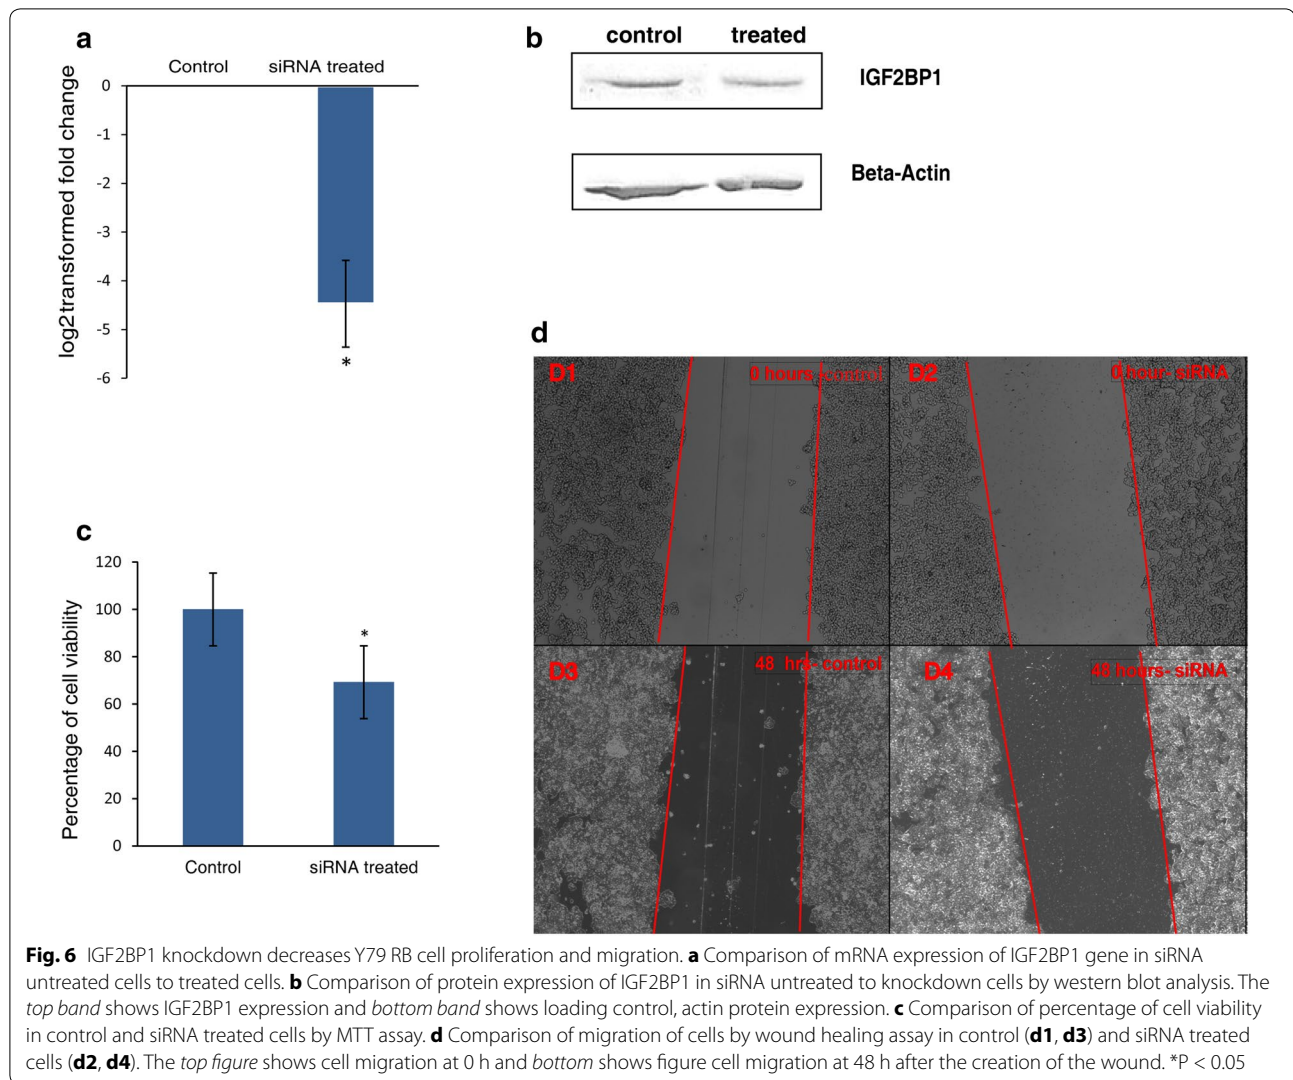 a
Control siRNA treated
log2transformed fold change
0
-1
-2
-3
-4
-5
-6
*
b
control treated
IGF2BP1
Beta-Actin
c
Percentage of cell viability
120
100
80
60
40
20
0
*
Control siRNA treated
d
D1 0 hours -control
D2 0 hour- siRNA
D3 48 hrs- control
D4 48 hours- siRNA
Fig. 6 IGF2BP1 knockdown decreases Y79 RB cell proliferation and migration. a Comparison of mRNA expression of IGF2BP1 gene in siRNA
untreated cells to treated cells. b Comparison of protein expression of IGF2BP1 in siRNA untreated to knockdown cells by western blot analysis. The
top band shows IGF2BP1 expression and bottom band shows loading control, actin protein expression. c Comparison of percentage of cell viability
in control and siRNA treated cells by MTT assay. d Comparison of migration of cells by wound healing assay in control (d1, d3) and siRNA treated
cells (d2, d4). The top figure shows cell migration at 0 h and bottom shows figure cell migration at 48 h after the creation of the wound. *P < 0.05